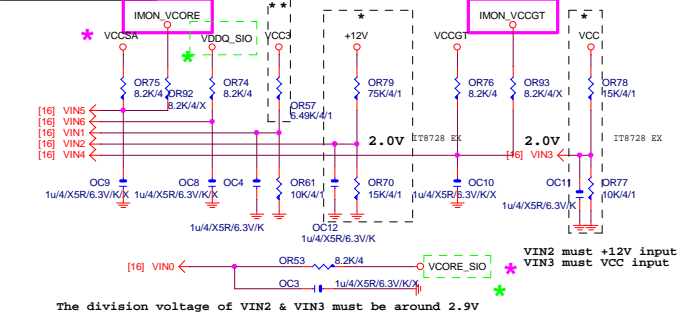 IMON_VCORE
IMON_VCCGT
* *
*
*
*
VCCSA
VDDQ_SIO
VCC3
+12V
VCCGT
VCC
*
OR75
8.2K/4
OR92
8.2K/4/X
OR74
8.2K/4
OR57
6.49K/4/1
OR79
75K/4/1
OR76
8.2K/4
OR93
8.2K/4/X
OR78
15K/4/1
[16] VIN5
[16] VIN6
[16] VIN1
[16] VIN2
[16] VIN4
2.0V
IT8728 EX
2.0V
IT8728 EX
[16] VIN3
OC9
1u/4/X5R/6.3V/K/X
OC8
1u/4/X5R/6.3V/K/X
OC4
1u/4/X5R/6.3V/K
OR61
10K/4/1
OC12
1u/4/X5R/6.3V/K
OR70
15K/4/1
OC10
1u/4/X5R/6.3V/K/X
OC11
1u/4/X5R/6.3V/K
OR77
10K/4/1
VIN2 must +12V input
VIN3 must VCC input
[16] VIN0
OR53
8.2K/4
VCORE_SIO
*
OC3
1u/4/X5R/6.3V/K/X
*
The division voltage of VIN2 & VIN3 must be around 2.9V